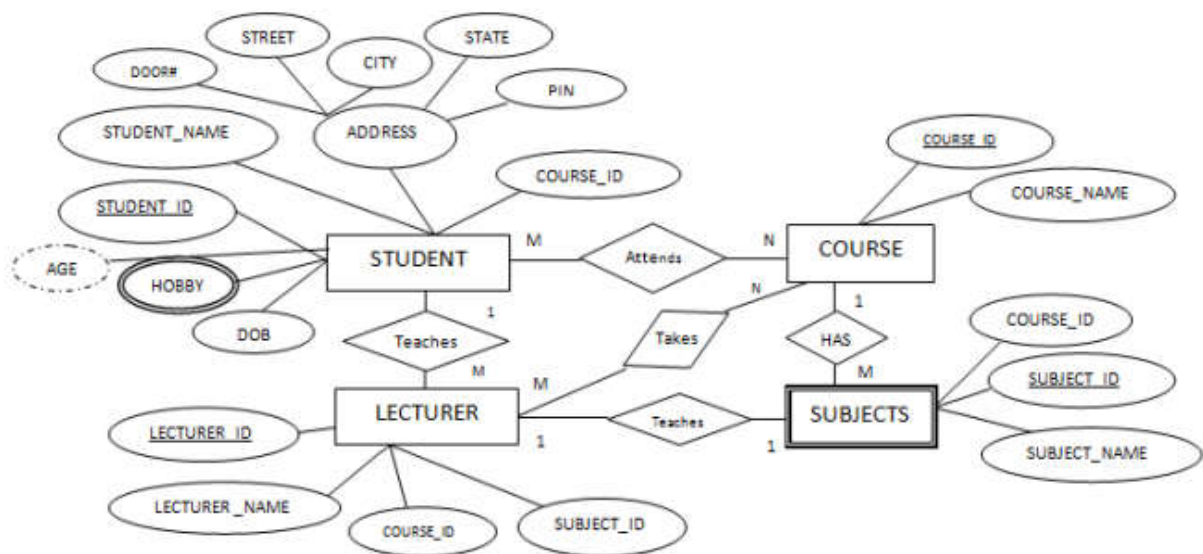 STREET
STATE
CITY
DOOR#
PIN
STUDENT_NAME
ADDRESS
COURSE_ID
COURSE_ID
COURSE_NAME
STUDENT_ID
AGE
HOBBY
DOB
STUDENT
M
Attends
N
COURSE
1
Teaches
M
N
Takes
M
1
HAS
M
COURSE_ID
SUBJECT_ID
SUBJECT_NAME
LECTURER_ID
LECTURER
1
Teaches
1
SUBJECTS
LECTURER_NAME
COURSE_ID
SUBJECT_ID